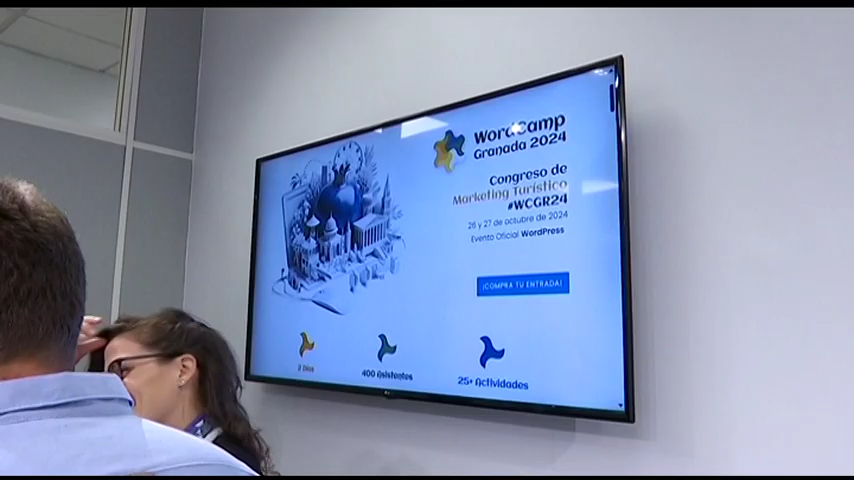 WordCamp
Granada 2024
Congreso de
Marketing Turístico
#WCGR24
26 y 27 de octubre de 2024
Evento Oficial WordPress
¡COMPRA TU ENTRADA!
2 Días
400 Asistentes
25+ Actividades